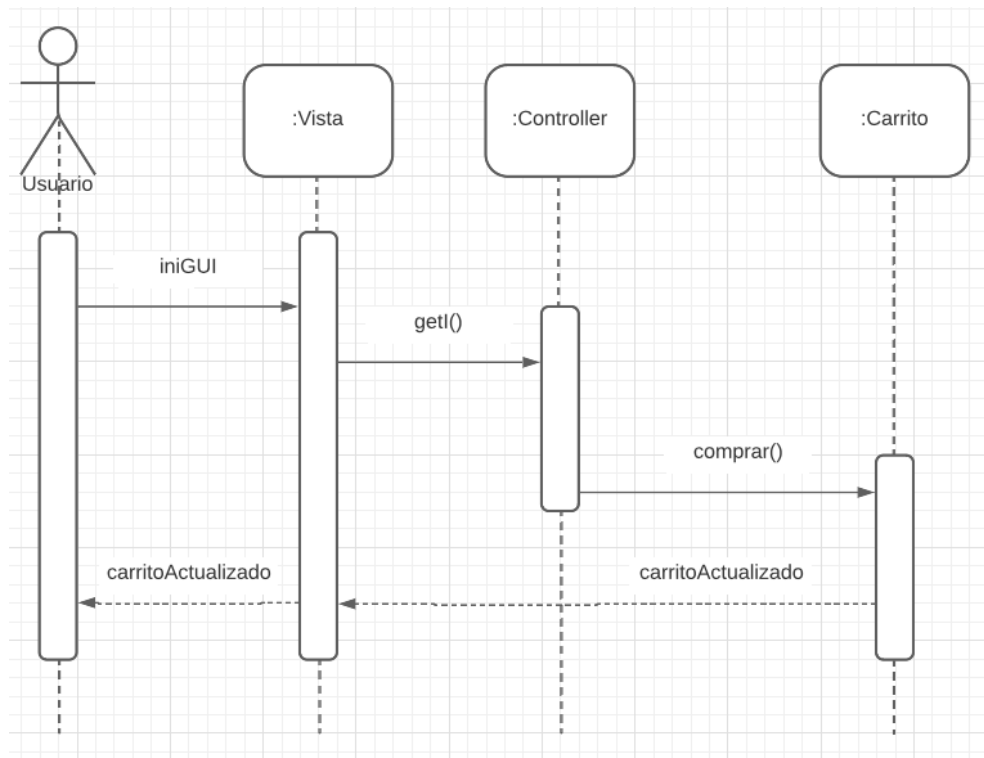 :Vista
:Controller
:Carrito
Usuario
iniGUI
getI()
comprar()
carritoActualizado
carritoActualizado